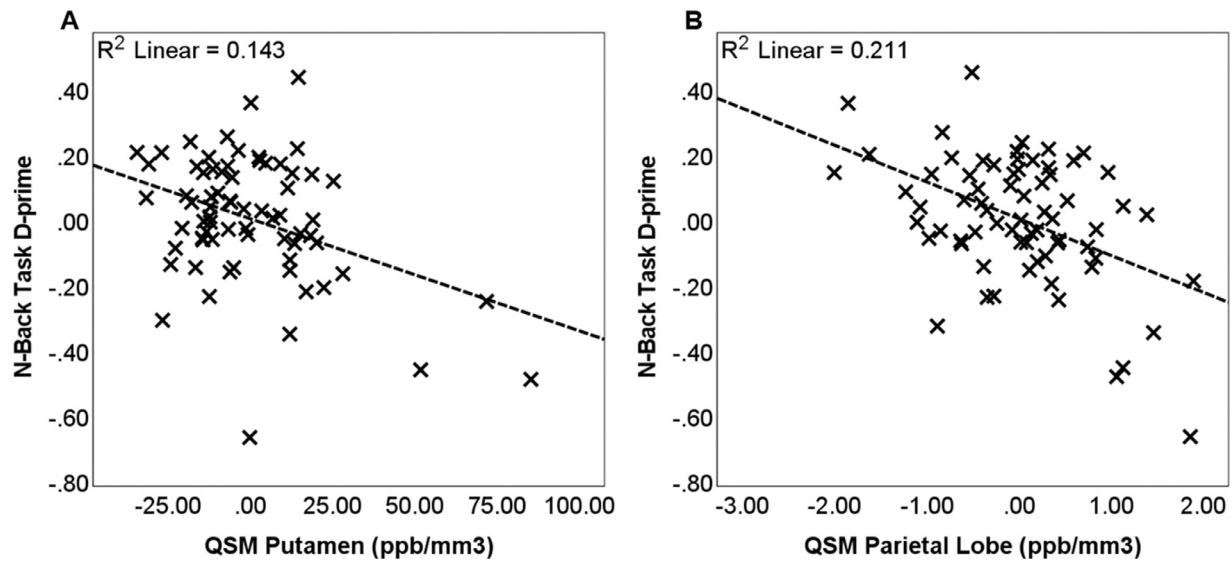 A
R² Linear = 0.143
N-Back Task D-prime
.40
.20
.00
-.20
-.40
-.60
-.80
-25.00 .00 25.00 50.00 75.00 100.00
QSM Putamen (ppb/mm3)
B
R² Linear = 0.211
N-Back Task D-prime
.40
.20
.00
-.20
-.40
-.60
-.80
-3.00 -2.00 -1.00 .00 1.00 2.00
QSM Parietal Lobe (ppb/mm3)